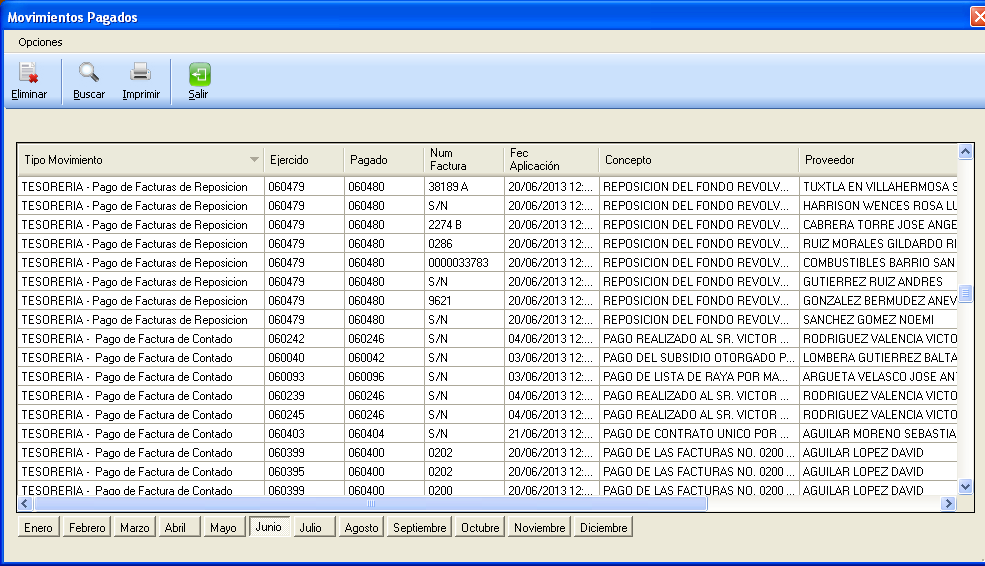 Movimientos Pagados
Opciones
Eliminar Buscar Imprimir Salir
Tipo Movimiento Ejercido Pagado Num Factura Fec Aplicación Concepto Proveedor
TESORERIA - Pago de Facturas de Reposicion 060479 060480 38189 A 20/06/2013 12:... REPOSICION DEL FONDO REVOLV... TUXTLA EN VILLAHERMOSA S
TESORERIA - Pago de Facturas de Reposicion 060479 060480 S/N 20/06/2013 12:... REPOSICION DEL FONDO REVOLV... HARRISON WENCES ROSA LU
TESORERIA - Pago de Facturas de Reposicion 060479 060480 2274 B 20/06/2013 12:... REPOSICION DEL FONDO REVOLV... CABRERA TORRE JOSE ANGE
TESORERIA - Pago de Facturas de Reposicion 060479 060480 0286 20/06/2013 12:... REPOSICION DEL FONDO REVOLV... RUIZ MORALES GILDARDO RI
TESORERIA - Pago de Facturas de Reposicion 060479 060480 0000033783 20/06/2013 12:... REPOSICION DEL FONDO REVOLV... COMBUSTIBLES BARRIO SAN
TESORERIA - Pago de Facturas de Reposicion 060479 060480 S/N 20/06/2013 12:... REPOSICION DEL FONDO REVOLV... GUTIERREZ RUIZ ANDRES
TESORERIA - Pago de Facturas de Reposicion 060479 060480 9621 20/06/2013 12:... REPOSICION DEL FONDO REVOLV... GONZALEZ BERMUDEZ ANEV
TESORERIA - Pago de Facturas de Reposicion 060479 060480 S/N 20/06/2013 12:... REPOSICION DEL FONDO REVOLV... SANCHEZ GOMEZ NOEMI
TESORERIA - Pago de Factura de Contado 060242 060246 S/N 04/06/2013 12:... PAGO REALIZADO AL SR. VICTOR ... RODRIGUEZ VALENCIA VICTO
TESORERIA - Pago de Factura de Contado 060040 060042 S/N 03/06/2013 12:... PAGO DEL SUBSIDIO OTORGADO P... LOMBERA GUTIERREZ BALTA
TESORERIA - Pago de Factura de Contado 060093 060096 S/N 03/06/2013 12:... PAGO DE LISTA DE RAYA POR MA... ARGUETA VELASCO JOSE ANT
TESORERIA - Pago de Factura de Contado 060239 060246 S/N 04/06/2013 12:... PAGO REALIZADO AL SR. VICTOR ... RODRIGUEZ VALENCIA VICTO
TESORERIA - Pago de Factura de Contado 060245 060246 S/N 04/06/2013 12:... PAGO REALIZADO AL SR. VICTOR ... RODRIGUEZ VALENCIA VICTO
TESORERIA - Pago de Factura de Contado 060403 060404 S/N 21/06/2013 12:... PAGO DE CONTRATO UNICO POR ... AGUILAR MORENO SEBASTIA
TESORERIA - Pago de Factura de Contado 060399 060400 0202 20/06/2013 12:... PAGO DE LAS FACTURAS NO. 0200 ... AGUILAR LOPEZ DAVID
TESORERIA - Pago de Factura de Contado 060395 060400 0202 20/06/2013 12:... PAGO DE LAS FACTURAS NO. 0200 ... AGUILAR LOPEZ DAVID
TESORERIA - Pago de Factura de Contado 060399 060400 0200 20/06/2013 12:... PAGO DE LAS FACTURAS NO. 0200 ... AGUILAR LOPEZ DAVID
Enero Febrero Marzo Abril Mayo Junio Julio Agosto Septiembre Octubre Noviembre Diciembre